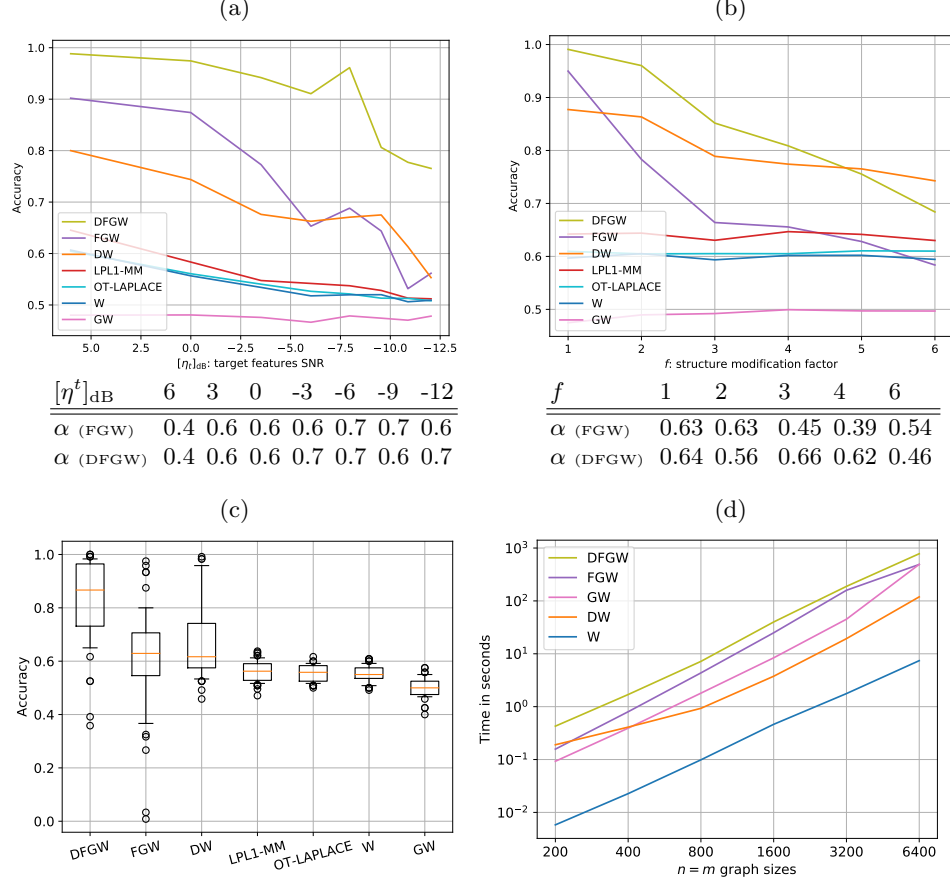 (a)
(b)
1.0
0.9
0.8
0.7
0.6
0.5
Accuracy
DFGW
FGW
DW
LPL1-MM
OT-LAPLACE
W
GW
5.0 2.5 0.0 −2.5 −5.0 −7.5 −10.0 −12.5
[η_t]_dB: target features SNR
1.0
0.9
0.8
0.7
0.6
0.5
Accuracy
DFGW
FGW
DW
LPL1-MM
OT-LAPLACE
W
GW
1 2 3 4 5 6
f: structure modification factor
[η^t]_dB 6 3 0 -3 -6 -9 -12
α (FGW) 0.4 0.6 0.6 0.6 0.7 0.7 0.6
α (DFGW) 0.4 0.6 0.6 0.7 0.7 0.6 0.7
f 1 2 3 4 6
α (FGW) 0.63 0.63 0.45 0.39 0.54
α (DFGW) 0.64 0.56 0.66 0.62 0.46
(c)
(d)
1.0
0.8
0.6
0.4
0.2
0.0
Accuracy
DFGW FGW DW LPL1-MM OT-LAPLACE W GW
10^3
10^2
10^1
10^0
10^−1
10^−2
Time in seconds
DFGW
FGW
GW
DW
W
200 400 800 1600 3200 6400
n = m graph sizes